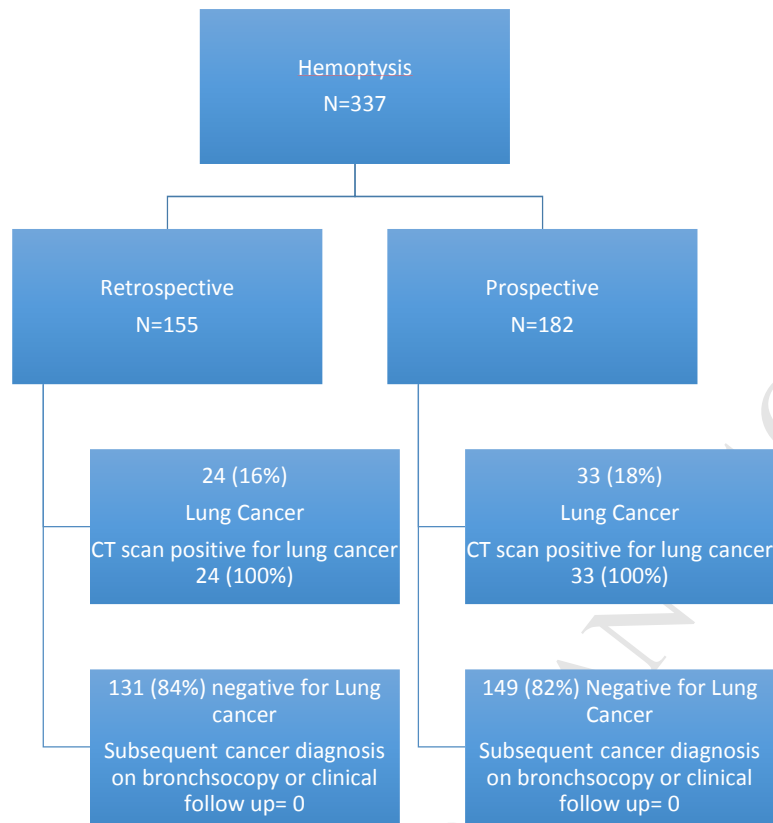 Hemoptysis
N=337
Retrospective
N=155
Prospective
N=182
24 (16%)
Lung Cancer
CT scan positive for lung cancer
24 (100%)
33 (18%)
Lung Cancer
CT scan positive for lung cancer
33 (100%)
131 (84%) negative for Lung
cancer
Subsequent cancer diagnosis
on bronchsocopy or clinical
follow up= 0
149 (82%) Negative for Lung
Cancer
Subsequent cancer diagnosis
on bronchsocopy or clinical
follow up= 0